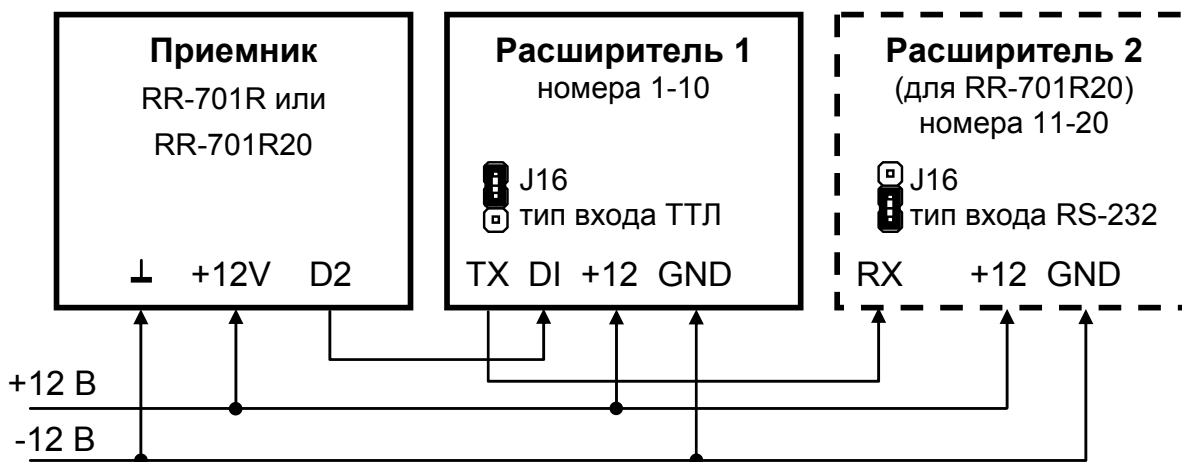 Приемник
RR-701R или
RR-701R20
⊥ +12V D2
Расширитель 1
номера 1-10
J16
тип входа ТТЛ
TX DI +12 GND
Расширитель 2
(для RR-701R20)
номера 11-20
J16
тип входа RS-232
RX +12 GND
+12 В
-12 В